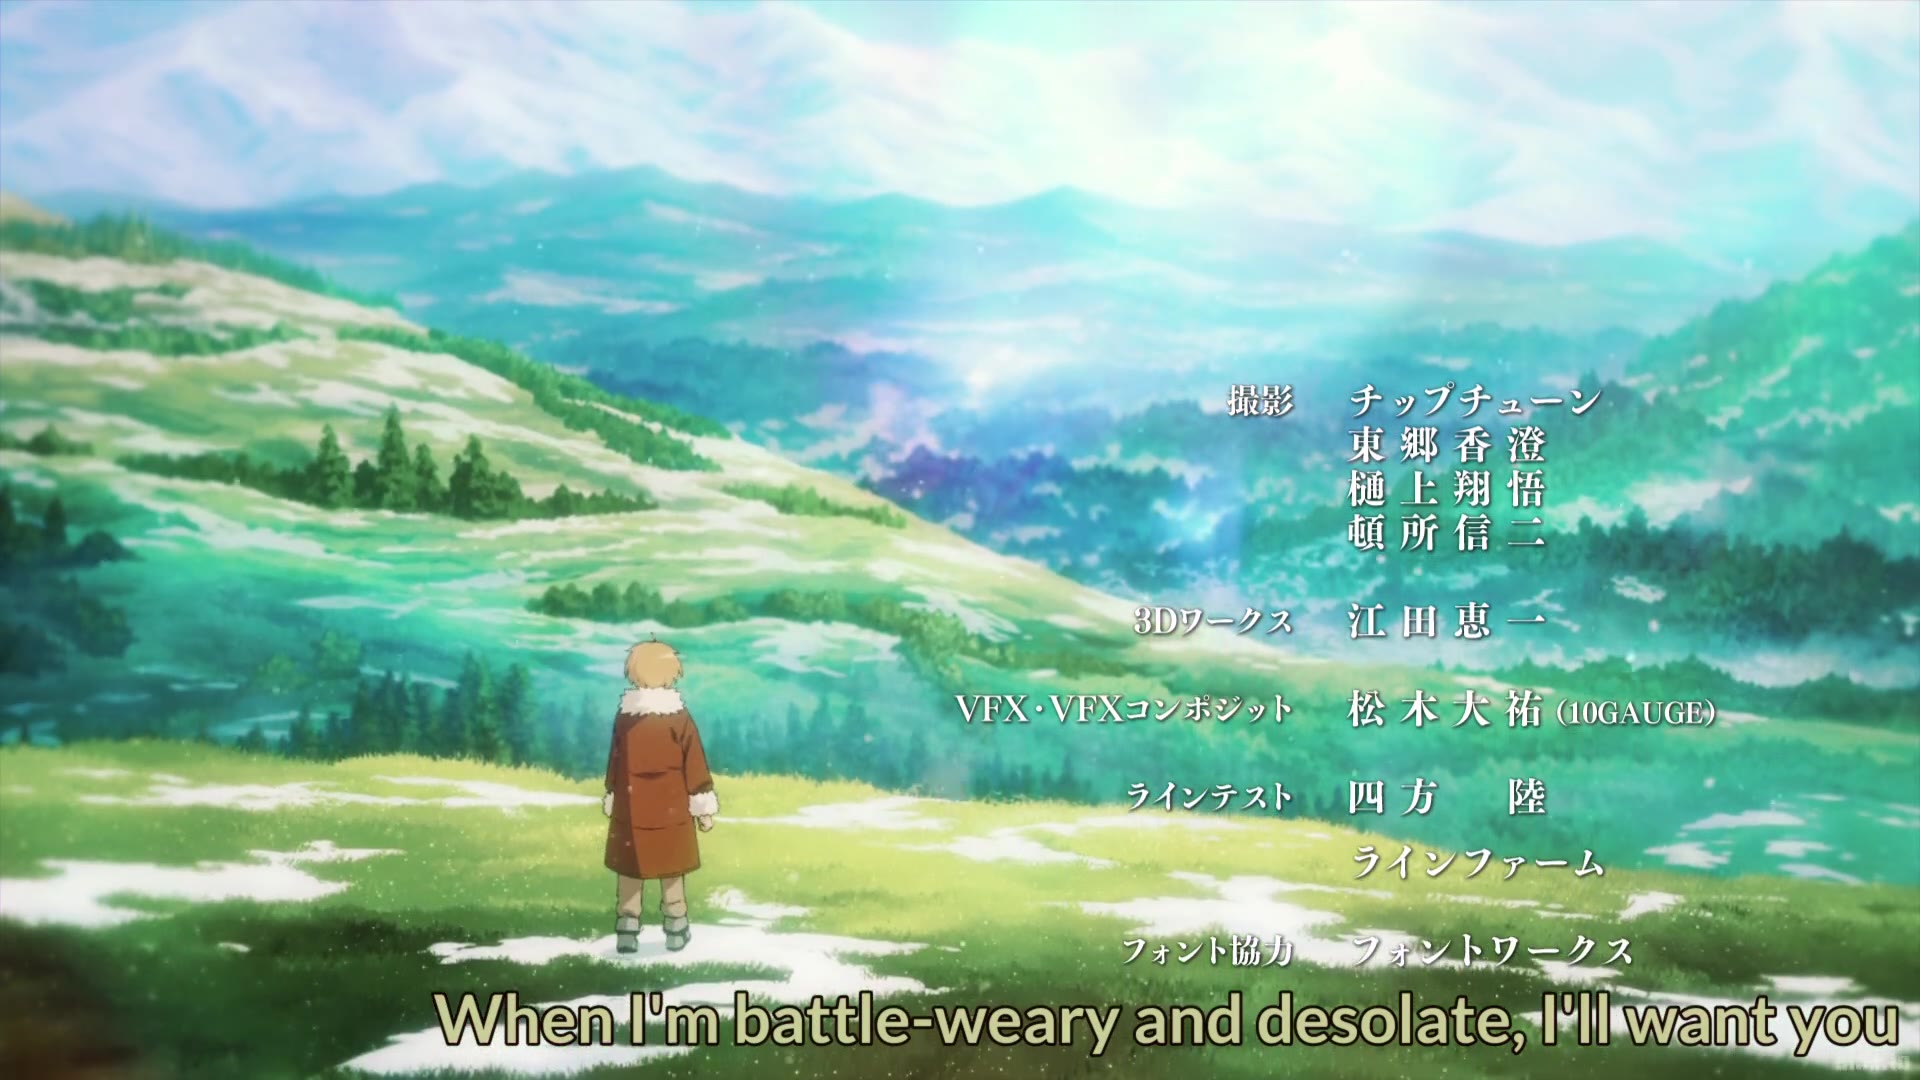 撮影 チップチューン
東郷香澄
樋上翔悟
頓所信二
3Dワークス 江田恵一
VFX・VFXコンポジット 松木大祐(10GAUGE)
ラインテスト 四方 陸
ラインファーム
フォント協力 フォントワークス
When I'm battle-weary and desolate, I'll want you